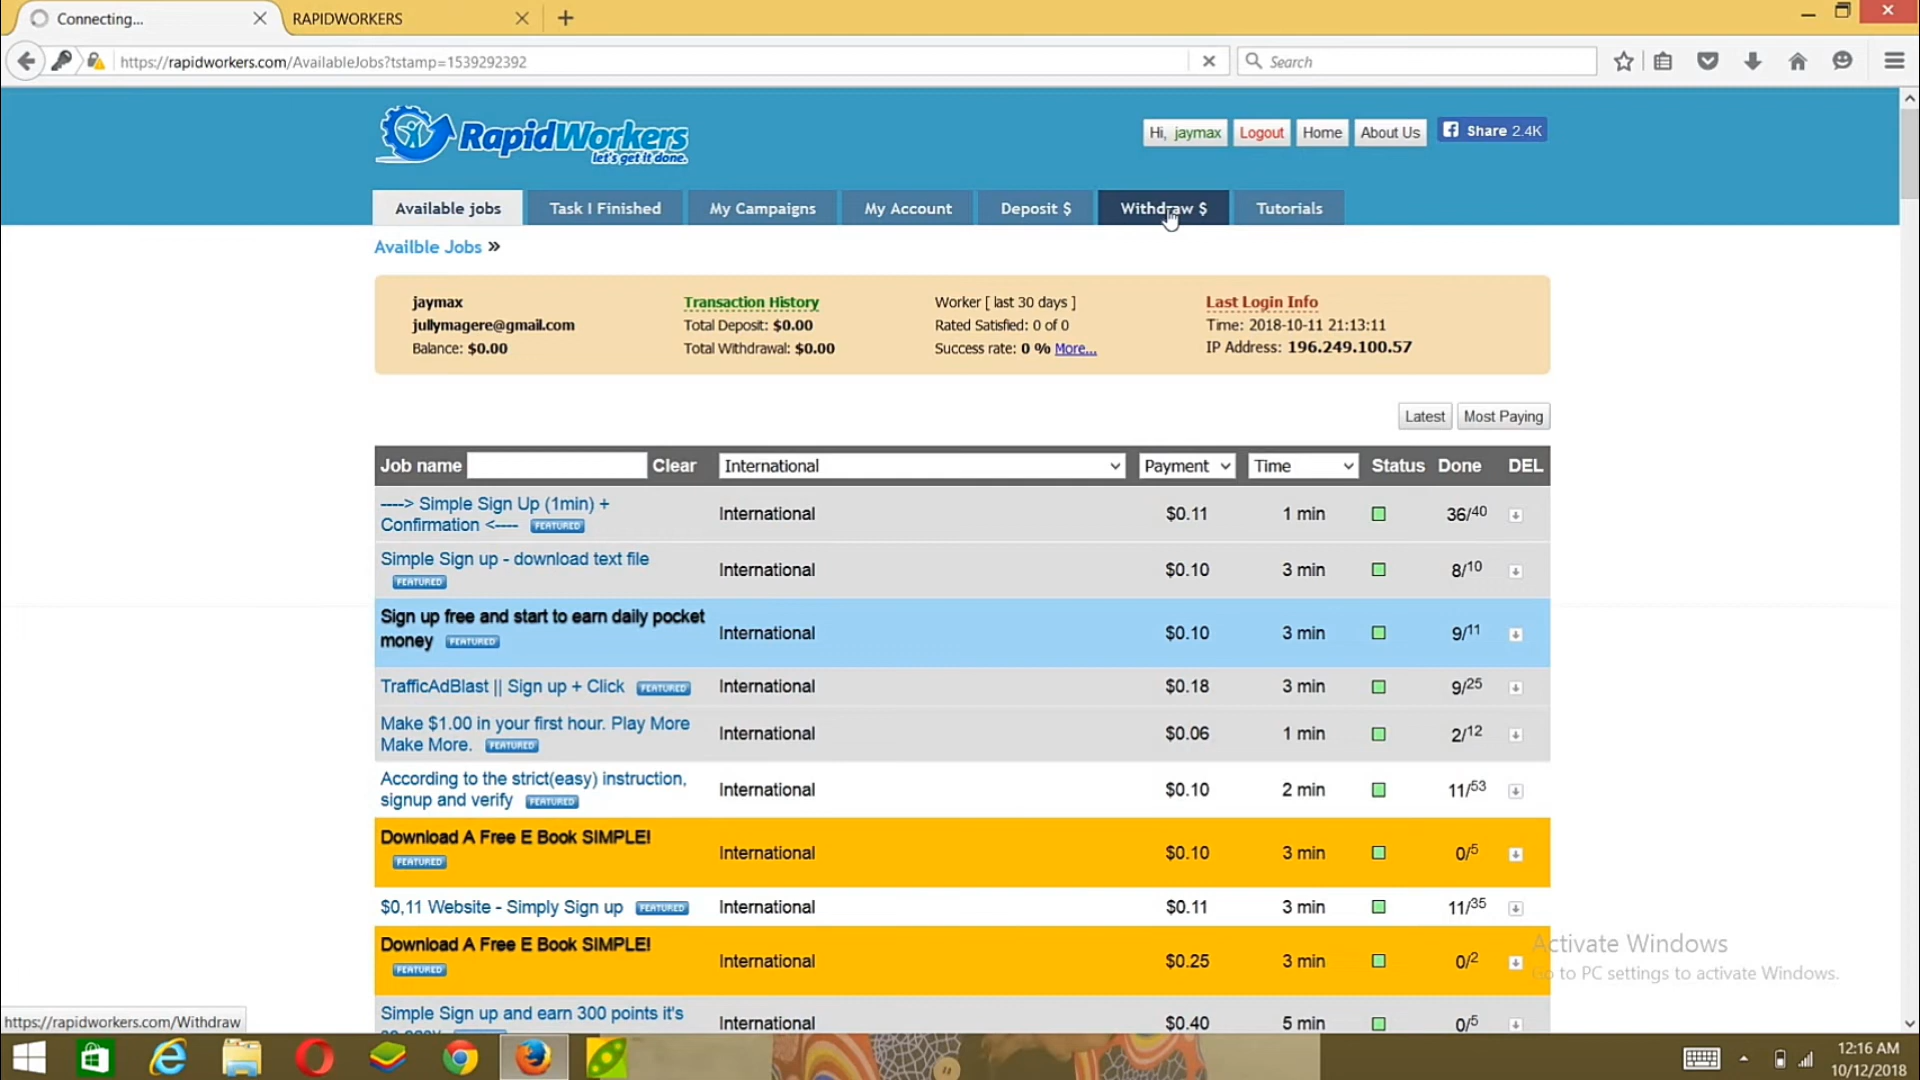 Connecting...
RAPIDWORKERS
https://rapidworkers.com/AvailableJobs?tstamp=1539292392
Search
RapidWorkers
let's get it done.
Hi, jaymax
Logout
Home
About Us
Share 2.4K
Available jobs
Task I Finished
My Campaigns
My Account
Deposit $
Withdraw $
Tutorials
Availble Jobs »
jaymax
jullymagere@gmail.com
Balance: $0.00
Transaction History
Total Deposit: $0.00
Total Withdrawal: $0.00
Worker [ last 30 days ]
Rated Satisfied: 0 of 0
Success rate: 0 % More...
Last Login Info
Time: 2018-10-11 21:13:11
IP Address: 196.249.100.57
Latest
Most Paying
Job name Clear International Payment Time Status Done DEL
----> Simple Sign Up (1min) +
Confirmation <---- FEATURED
International $0.11 1 min 36/40
Simple Sign up - download text file
FEATURED
International $0.10 3 min 8/10
Sign up free and start to earn daily pocket
money FEATURED
International $0.10 3 min 9/11
TrafficAdBlast || Sign up + Click FEATURED International $0.18 3 min 9/25
Make $1.00 in your first hour. Play More
Make More. FEATURED
International $0.06 1 min 2/12
According to the strict(easy) instruction,
signup and verify FEATURED
International $0.10 2 min 11/53
Download A Free E Book SIMPLE!
FEATURED
International $0.10 3 min 0/5
$0,11 Website - Simply Sign up FEATURED International $0.11 3 min 11/35
Download A Free E Book SIMPLE!
FEATURED
International $0.25 3 min 0/2
Simple Sign up and earn 300 points it's
International $0.40 5 min 0/5
Activate Windows
Go to PC settings to activate Windows.
https://rapidworkers.com/Withdraw
12:16 AM
10/12/2018